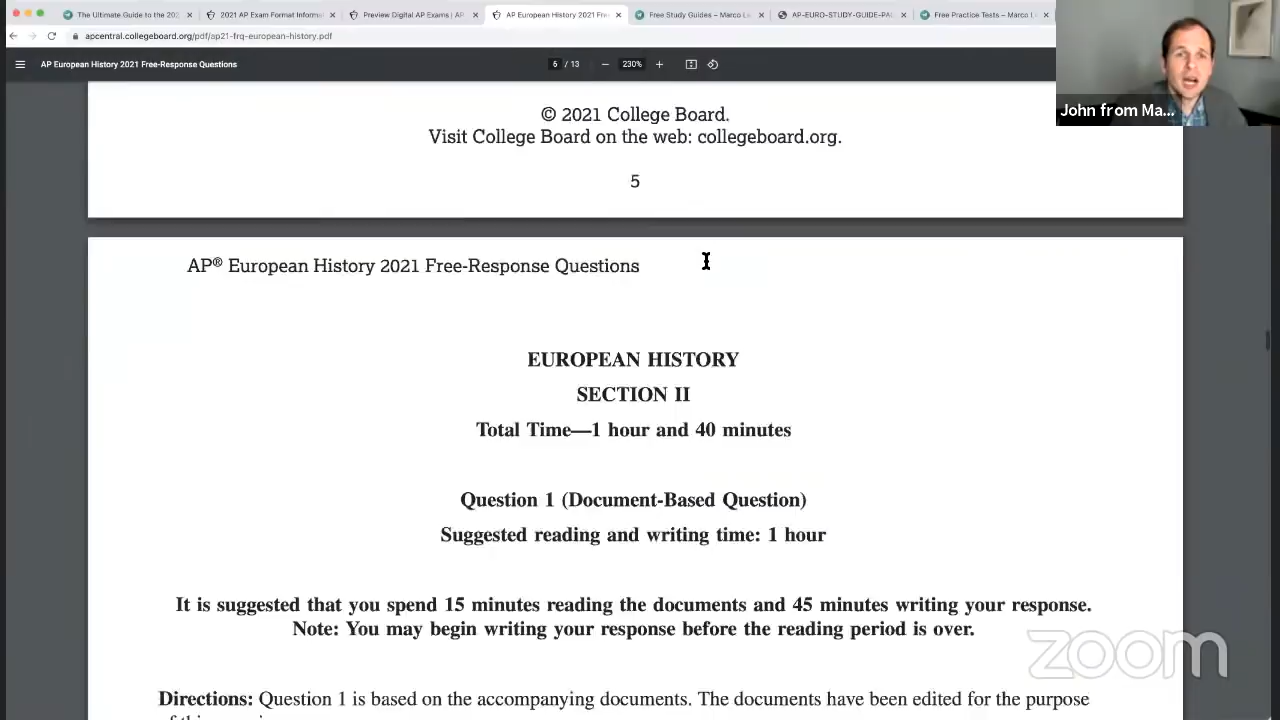 The Ultimate Guide to the 202
2021 AP Exam Format Informa
Preview Digital AP Exams | AP
AP European History 2021 Fre
Free Study Guides – Marco L
AP-EURO-STUDY-GUIDE-PA
Free Practice Tests – Marco L
apcentral.collegeboard.org/pdf/ap21-frq-european-history.pdf
AP European History 2021 Free-Response Questions
6 / 13
230%
John from Ma...
© 2021 College Board.
Visit College Board on the web: collegeboard.org.
5
AP® European History 2021 Free-Response Questions
EUROPEAN HISTORY
SECTION II
Total Time—1 hour and 40 minutes
Question 1 (Document-Based Question)
Suggested reading and writing time: 1 hour
It is suggested that you spend 15 minutes reading the documents and 45 minutes writing your response.
Note: You may begin writing your response before the reading period is over.
zoom
Directions: Question 1 is based on the accompanying documents. The documents have been edited for the purpose